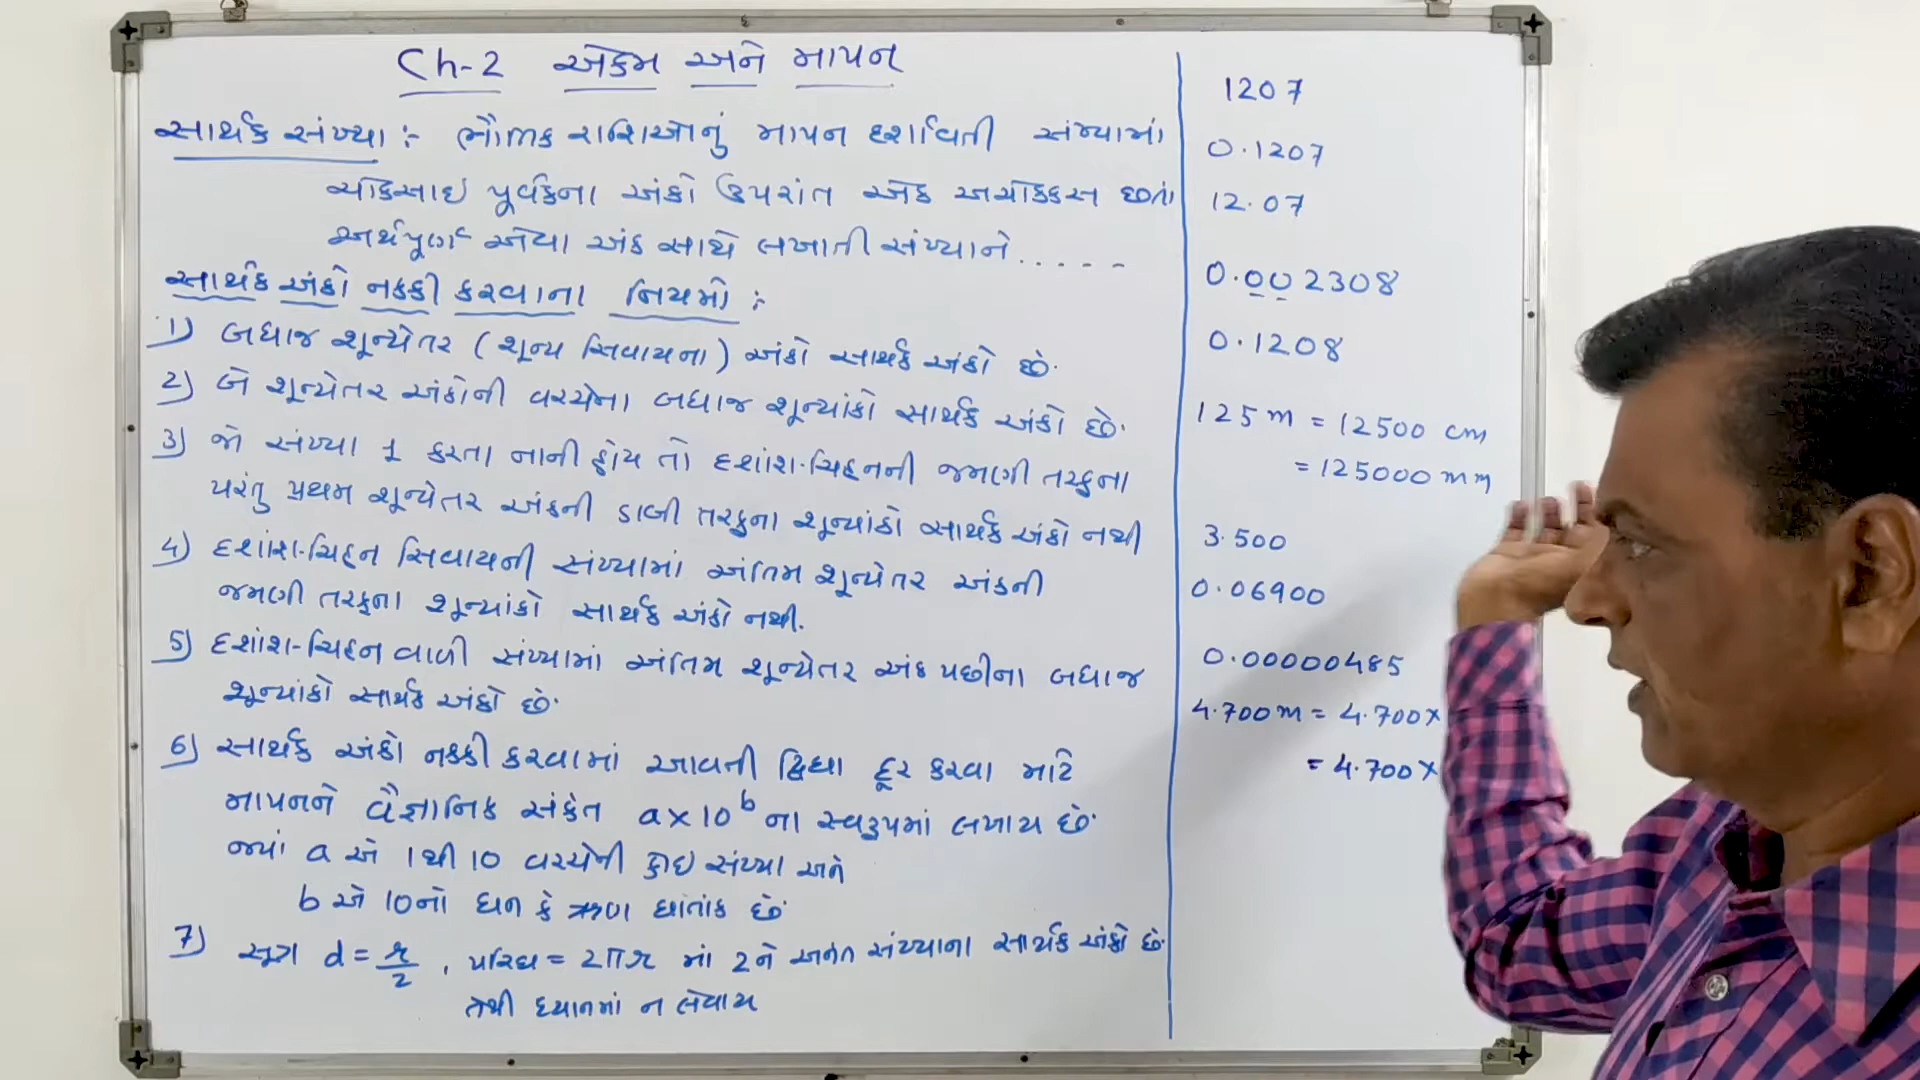 Ch-2 એકમ અને માપન
સાર્થક સંખ્યા :- ભૌતિક રાશિઓનું માપન દર્શાવતી સંખ્યામાં
ચોકસાઇ પૂર્વકના અંકો ઉપરાંત એક અચોક્કસ છતાં
અર્થપૂર્ણ એવા અંક સાથે લખાતી સંખ્યાને.....
સાર્થક અંકો નક્કી કરવાના નિયમો :-
1) બધાજ શૂન્યેતર (શૂન્ય સિવાયના) અંકો સાર્થક અંકો છે.
2) બે શૂન્યેતર અંકોની વચ્ચેના બધાજ શૂન્યાંકો સાર્થક અંકો છે.
3) જો સંખ્યા 1 કરતા નાની હોય તો દશાંશ-ચિહ્નની જમણી તરફના
પરંતુ પ્રથમ શૂન્યેતર અંકની ડાબી તરફના શૂન્યાંકો સાર્થક અંકો નથી
4) દશાંશ-ચિહ્ન સિવાયની સંખ્યામાં અંતિમ શૂન્યેતર અંકની
જમણી તરફના શૂન્યાંકો સાર્થક અંકો નથી.
5) દશાંશ-ચિહ્ન વાળી સંખ્યામાં અંતિમ શૂન્યેતર અંક પછીના બધાજ
શૂન્યાંકો સાર્થક અંકો છે.
6) સાર્થક અંકો નક્કી કરવામાં આવતી દ્વિધા દૂર કરવા માટે
માપનને વૈજ્ઞાનિક સંકેત a×10ᵇ ના સ્વરૂપમાં લખાય છે.
જ્યાં a એ 1થી 10 વચ્ચેની કોઇ સંખ્યા અને
b એ 10નો ધન કે ઋણ ઘાતાંક છે.
7) સૂત્ર d = r/2 , પરિઘ = 2πr માં 2ને અનંત સંખ્યાના સાર્થક અંકો છે.
તેથી ધ્યાનમાં ન લેવાય
1207
0.1207
12.07
0.002308
0.1208
125 m = 12500 cm
= 125000 mm
3.500
0.06900
0.00000485
4.700 m = 4.700×
= 4.700×